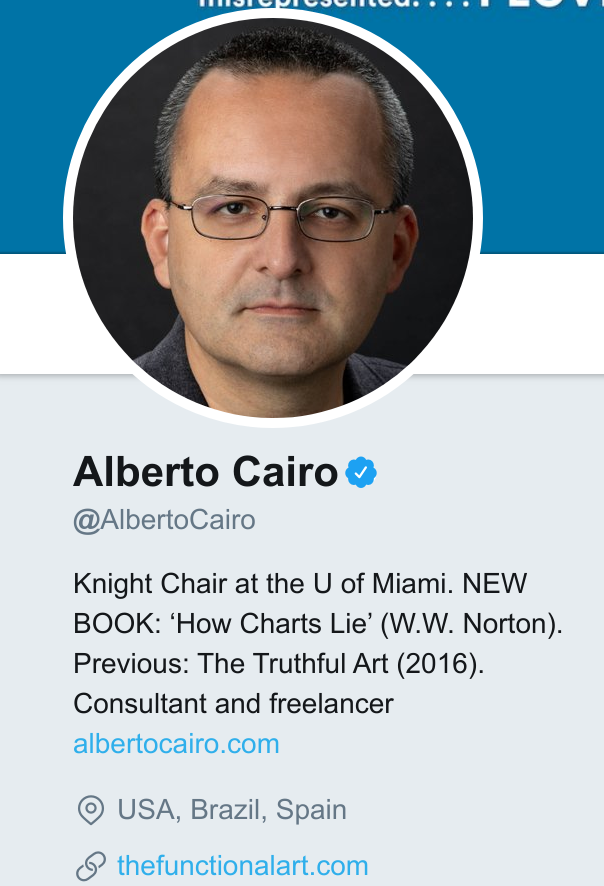 misrepresented. . . . I LOV
Alberto Cairo
@AlbertoCairo
Knight Chair at the U of Miami. NEW
BOOK: ‘How Charts Lie’ (W.W. Norton).
Previous: The Truthful Art (2016).
Consultant and freelancer
albertocairo.com
USA, Brazil, Spain
thefunctionalart.com